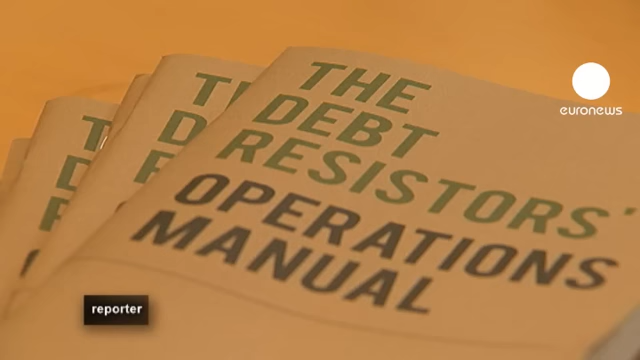 THE
DEBT
RESISTORS'
OPERATIONS
MANUAL
euronews
reporter